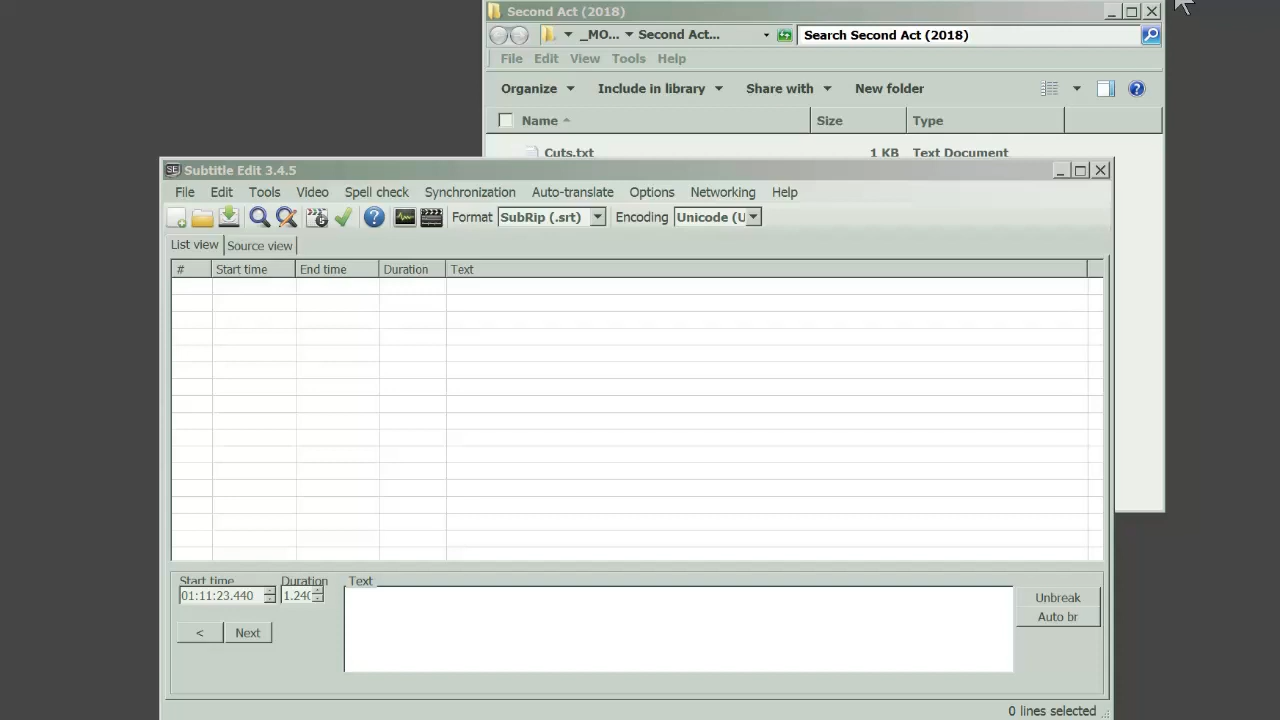 Second Act (2018)
_MO... Second Act... Search Second Act (2018)
File Edit View Tools Help
Organize Include in library Share with New folder
Name Size Type
Cuts.txt 1 KB Text Document
Subtitle Edit 3.4.5
File Edit Tools Video Spell check Synchronization Auto-translate Options Networking Help
Format SubRip (.srt) Encoding Unicode (U
List view Source view
# Start time End time Duration Text
Start time Duration Text
01:11:23.440 1.240 Unbreak
Auto br
< Next
0 lines selected